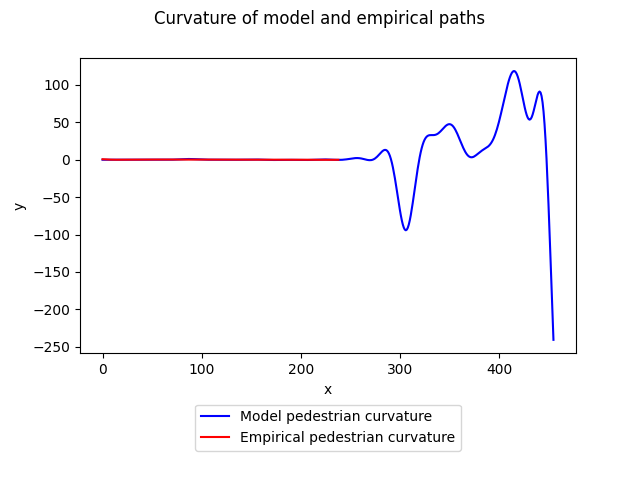 Curvature of model and empirical paths
100
50
0
−50
−100
−150
−200
−250
y
0 100 200 300 400
x
Model pedestrian curvature
Empirical pedestrian curvature